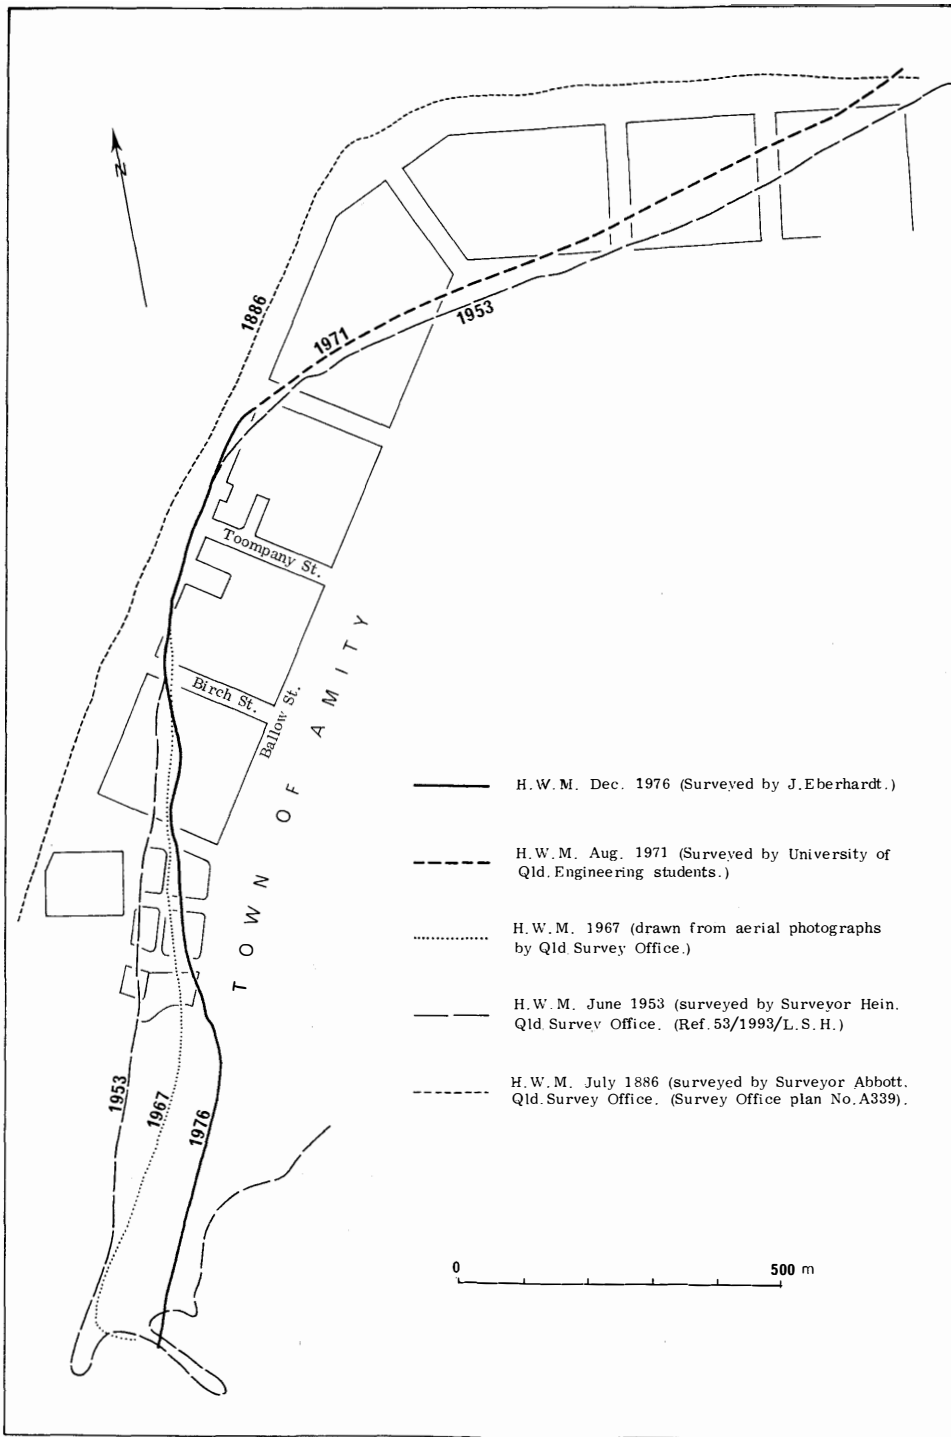 N
1886
1971
1953
Toompany St.
Birch St.
Ballow St.
TOWN OF AMITY
H.W.M. Dec. 1976 (Surveyed by J.Eberhardt.)
H.W.M. Aug. 1971 (Surveyed by University of
Qld. Engineering students.)
H.W.M. 1967 (drawn from aerial photographs
by Qld. Survey Office.)
H.W.M. June 1953 (surveyed by Surveyor Hein.
Qld. Survey Office. (Ref.53/1993/L.S.H.)
H.W.M. July 1886 (surveyed by Surveyor Abbott.
Qld. Survey Office. (Survey Office plan No.A339).
1953
1967
1976
0 500 m